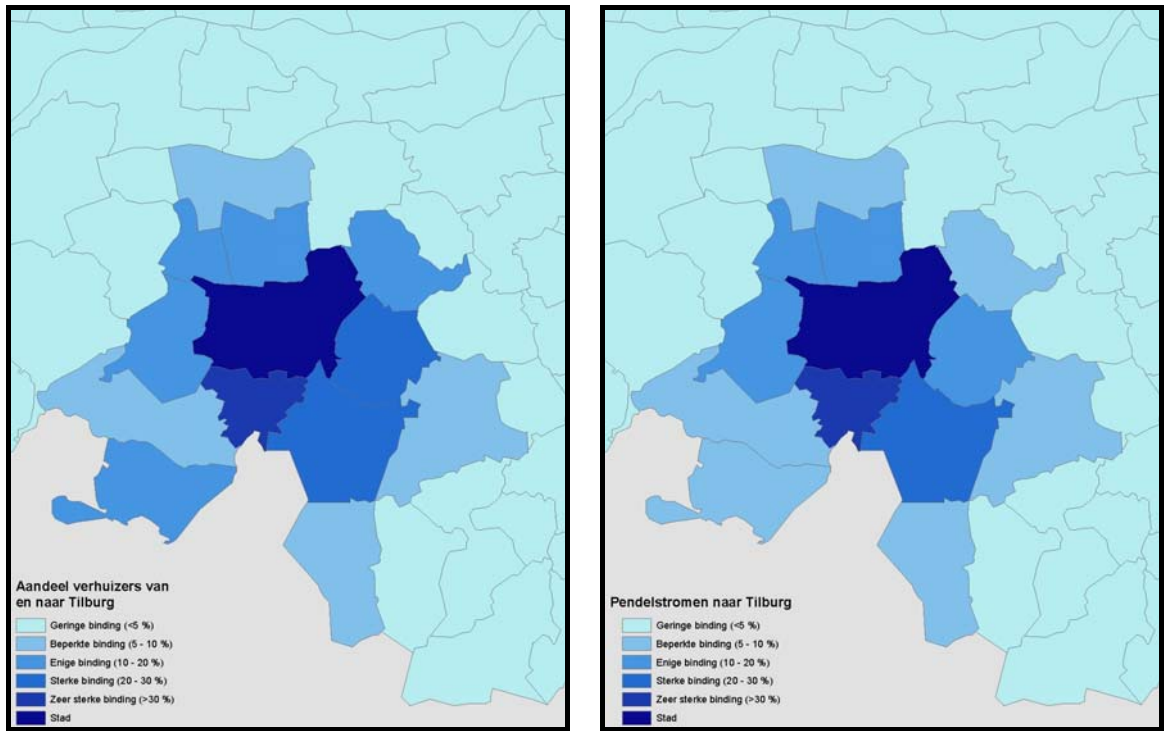 Aandeel verhuizers van
en naar Tilburg
Geringe binding (<5 %)
Beperkte binding (5 - 10 %)
Enige binding (10 - 20 %)
Sterke binding (20 - 30 %)
Zeer sterke binding (>30 %)
Stad
Pendelstromen naar Tilburg
Geringe binding (<5 %)
Beperkte binding (5 - 10 %)
Enige binding (10 - 20 %)
Sterke binding (20 - 30 %)
Zeer sterke binding (>30 %)
Stad